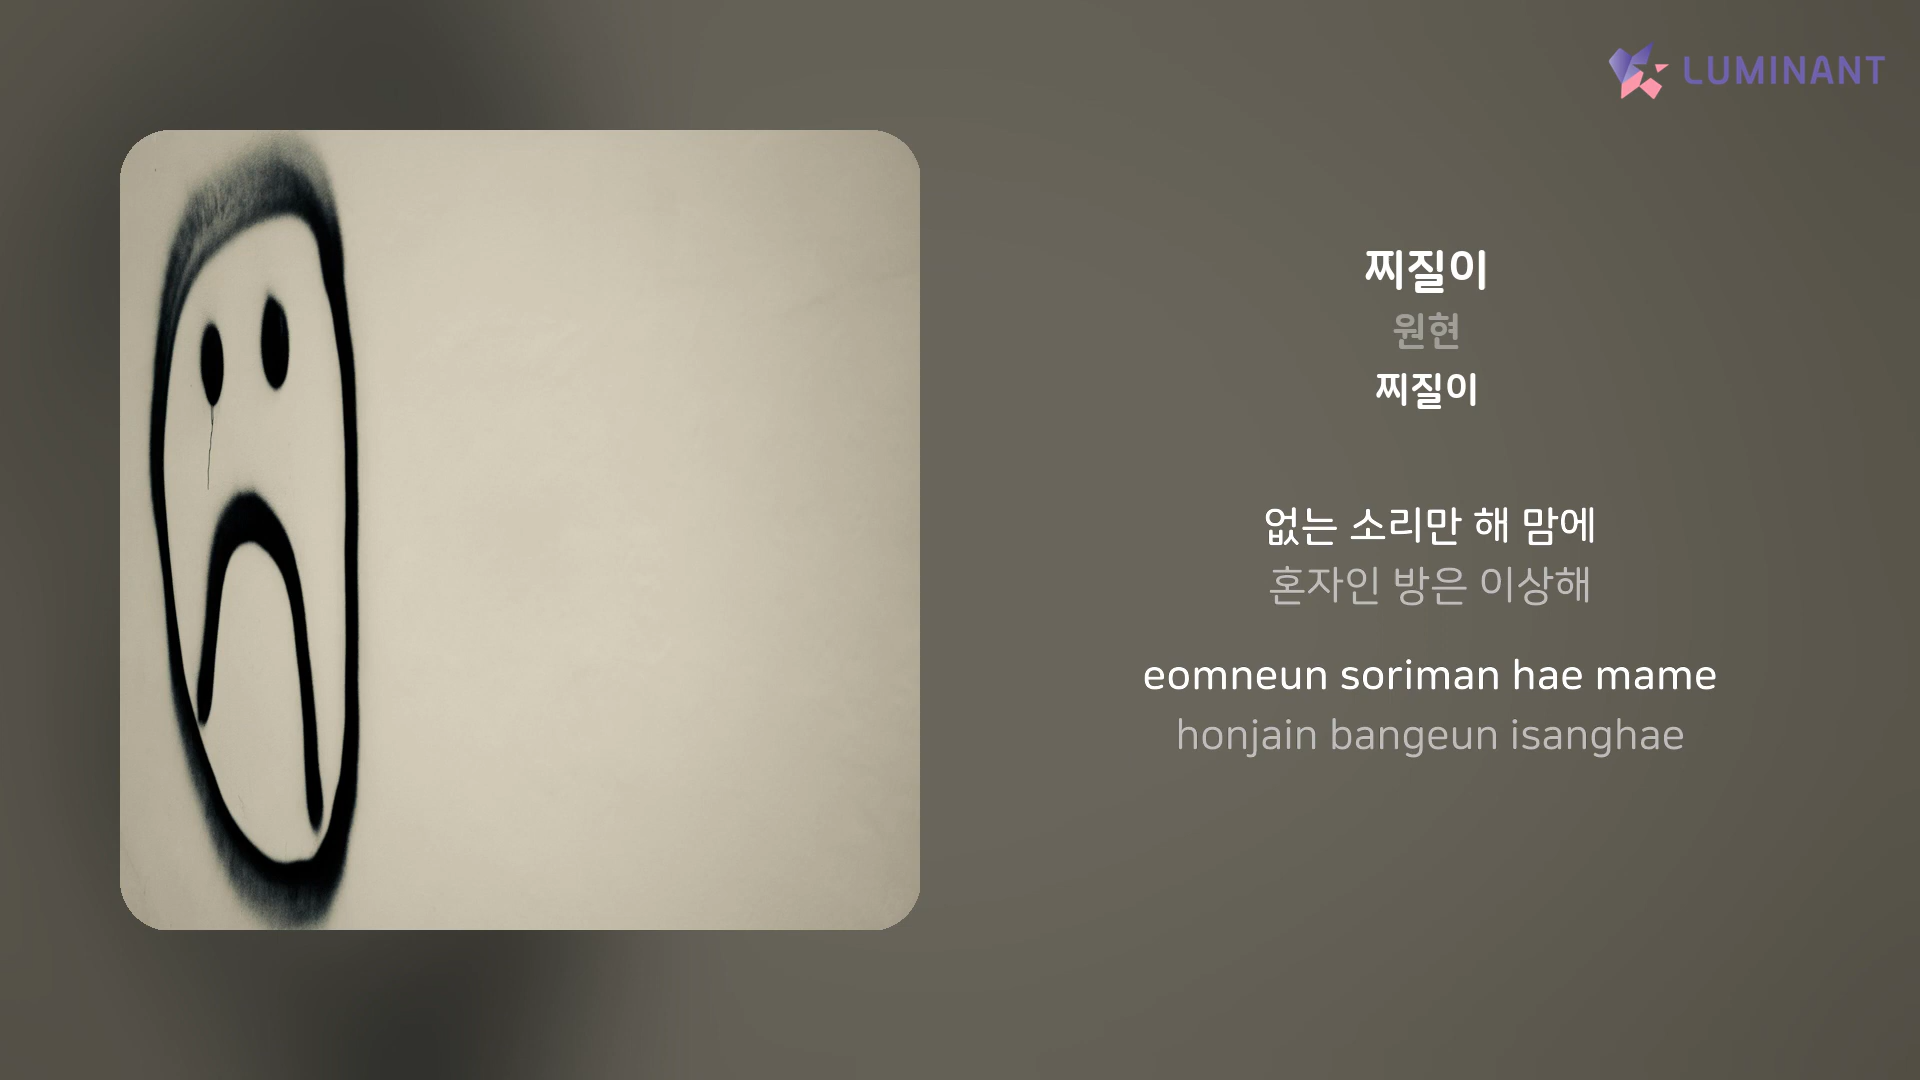 LUMINANT
찌질이
원현
찌질이
없는 소리만 해 맘에
혼자인 방은 이상해
eomneun soriman hae mame
honjain bangeun isanghae